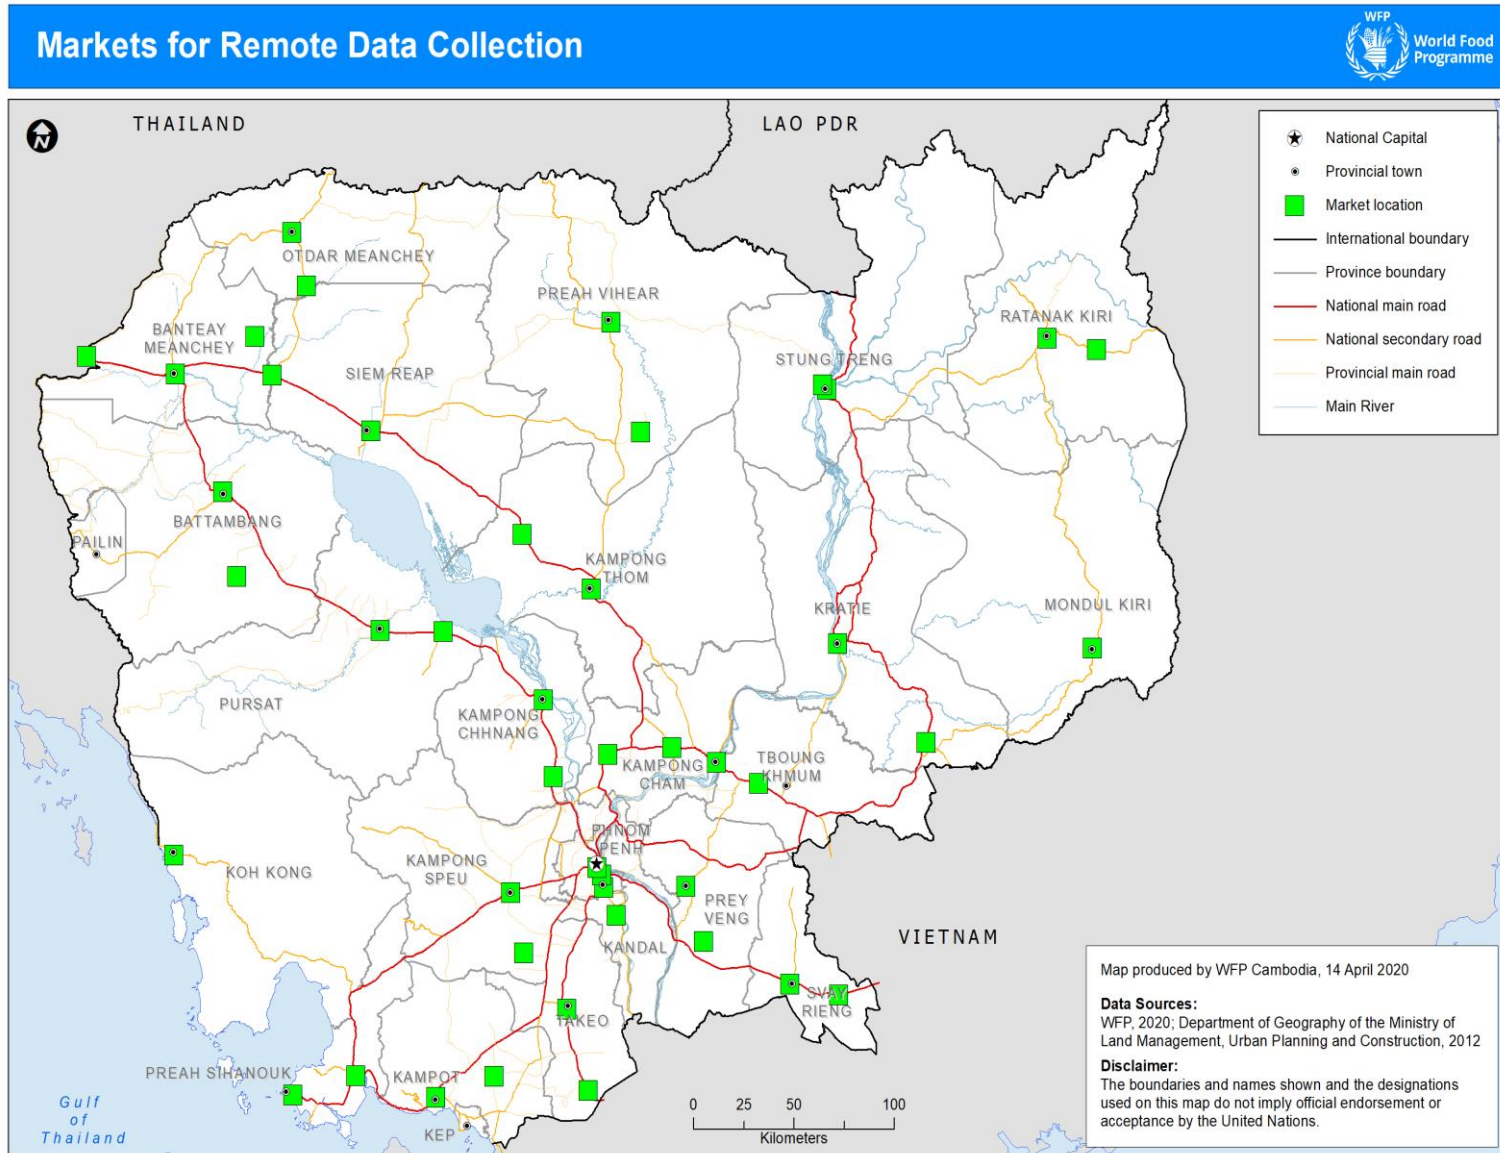 Markets for Remote Data Collection
WFP
World Food
Programme
THAILAND
LAO PDR
N
National Capital
Provincial town
Market location
International boundary
Province boundary
National main road
National secondary road
Provincial main road
Main River
OTDAR MEANCHEY
PREAH VIHEAR
RATANAK KIRI
BANTEAY
MEANCHEY
STUNG TRENG
SIEM REAP
BATTAMBANG
PAILIN
KAMPONG
THOM
KRATIE
MONDUL KIRI
PURSAT
KAMPONG
CHHNANG
TBOUNG
KHMUM
KAMPONG
CHAM
PHNOM
PENH
KAMPONG
SPEU
KOH KONG
PREY
VENG
KANDAL
VIETNAM
SVAY
RIENG
TAKEO
PREAH SIHANOUK
KAMPOT
KEP
Gulf
of
Thailand
0 25 50 100
Kilometers
Map produced by WFP Cambodia, 14 April 2020
Data Sources:
WFP, 2020; Department of Geography of the Ministry of
Land Management, Urban Planning and Construction, 2012
Disclaimer:
The boundaries and names shown and the designations
used on this map do not imply official endorsement or
acceptance by the United Nations.